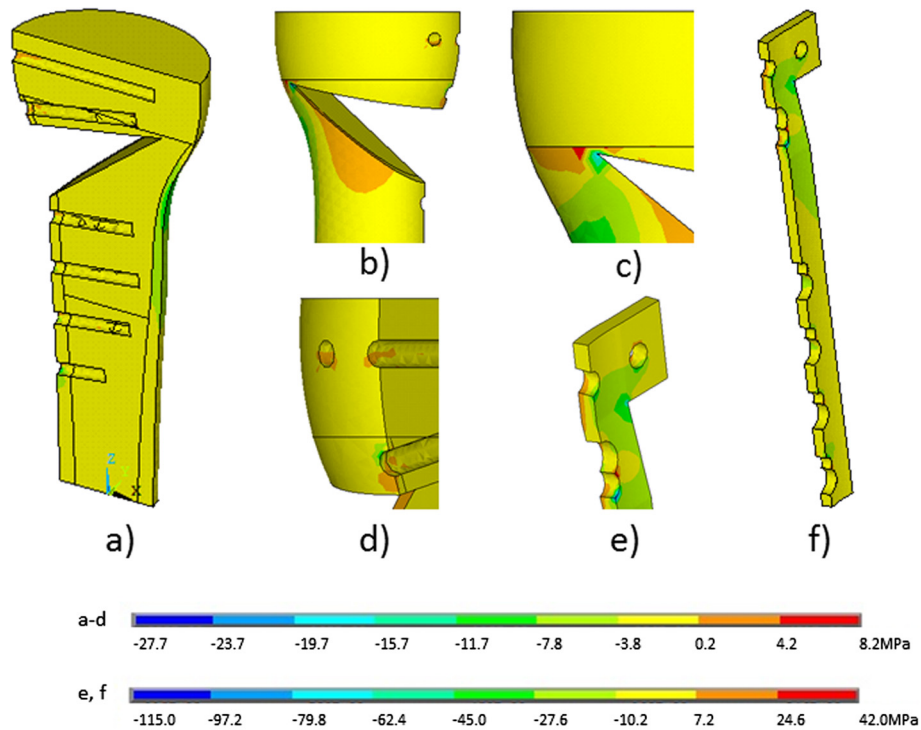 b)
c)
z
x
a)
d)
e)
f)
a-d
-27.7 -23.7 -19.7 -15.7 -11.7 -7.8 -3.8 0.2 4.2 8.2MPa
e, f
-115.0 -97.2 -79.8 -62.4 -45.0 -27.6 -10.2 7.2 24.6 42.0MPa